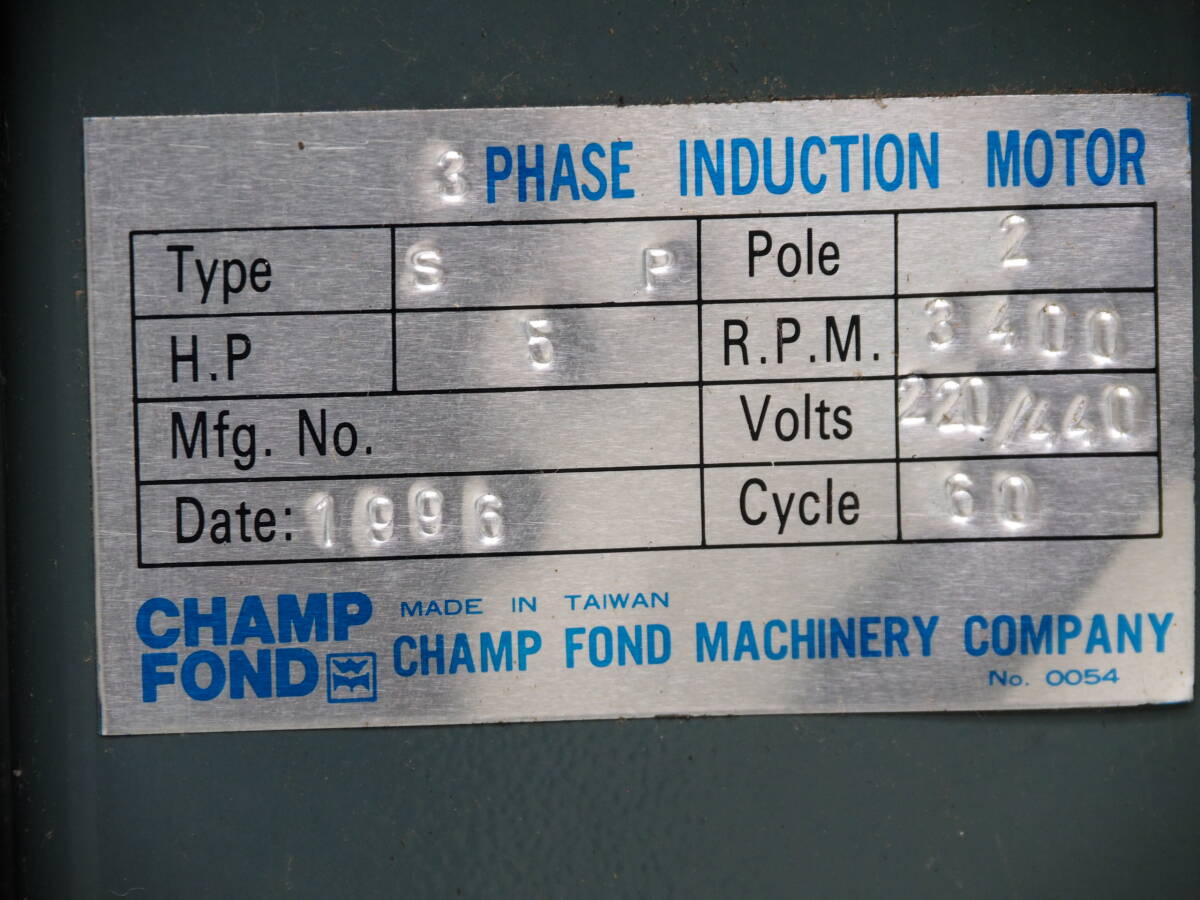 3 PHASE INDUCTION MOTOR
Type S P Pole 2
H.P 5 R.P.M. 3400
Mfg. No. Volts 220/440
Date: 1996 Cycle 60
CHAMP FOND
MADE IN TAIWAN
CHAMP FOND MACHINERY COMPANY
No. 0054